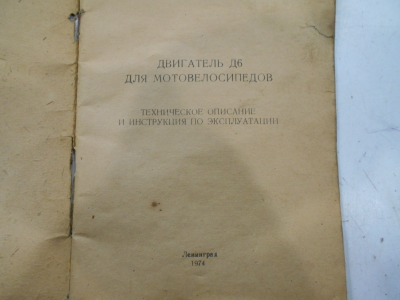 ДВИГАТЕЛЬ Д6
ДЛЯ МОТОВЕЛОСИПЕДОВ
ТЕХНИЧЕСКОЕ ОПИСАНИЕ
И ИНСТРУКЦИЯ ПО ЭКСПЛУАТАЦИИ
Ленинград
1974